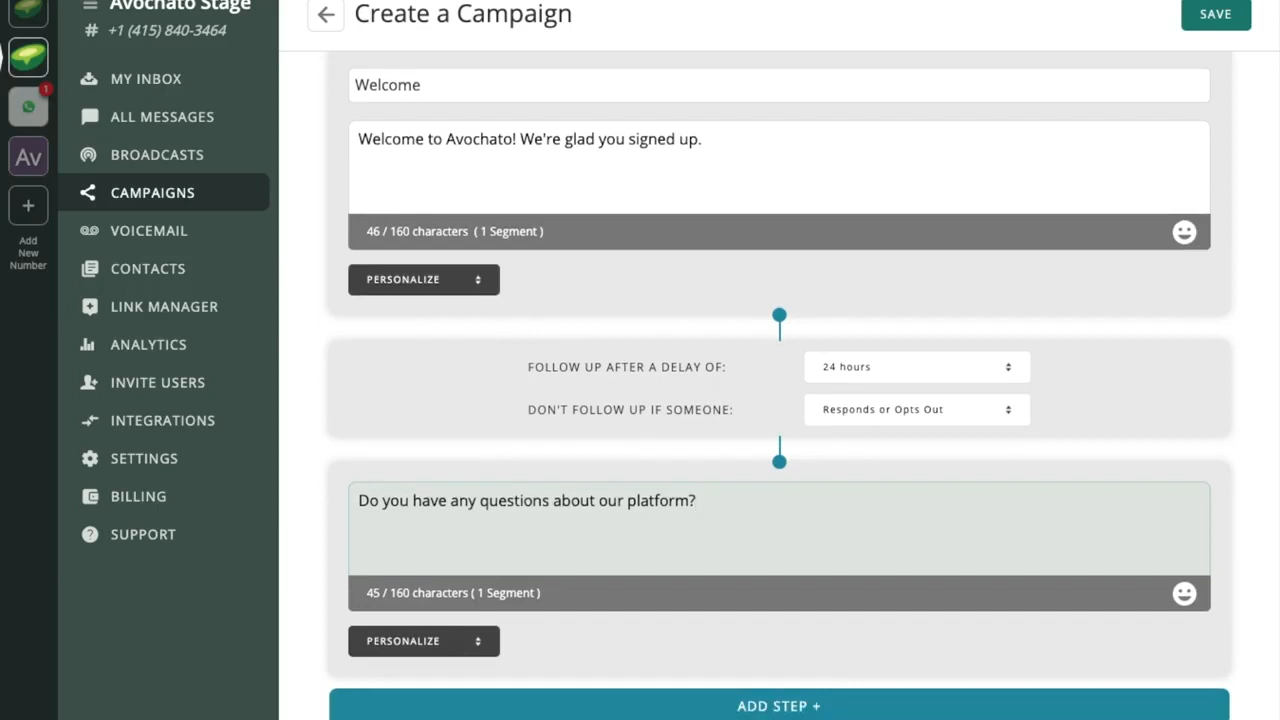 Avochato Stage
# +1 (415) 840-3464
1
Av
+
Add
New
Number
MY INBOX
ALL MESSAGES
BROADCASTS
CAMPAIGNS
VOICEMAIL
CONTACTS
LINK MANAGER
ANALYTICS
INVITE USERS
INTEGRATIONS
SETTINGS
BILLING
SUPPORT
Create a Campaign
SAVE
Welcome
Welcome to Avochato! We're glad you signed up.
46 / 160 characters ( 1 Segment )
PERSONALIZE
FOLLOW UP AFTER A DELAY OF: 24 hours
DON'T FOLLOW UP IF SOMEONE: Responds or Opts Out
Do you have any questions about our platform?
45 / 160 characters ( 1 Segment )
PERSONALIZE
ADD STEP +